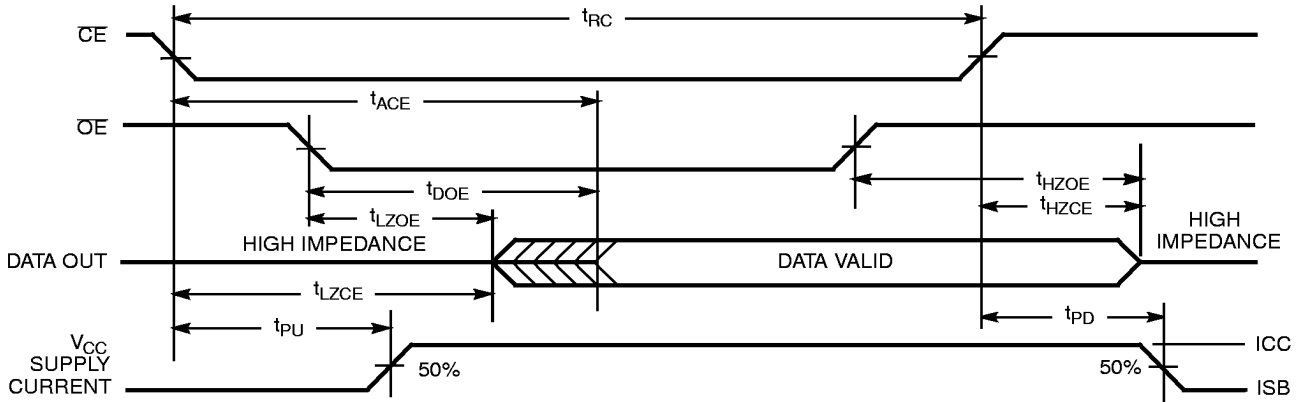 tRC
CE
tACE
OE
tDOE
tHZOE
tLZOE
tHZCE
HIGH IMPEDANCE
HIGH
IMPEDANCE
DATA OUT
DATA VALID
tLZCE
tPU
tPD
VCC
SUPPLY
CURRENT
50%
50%
ICC
ISB